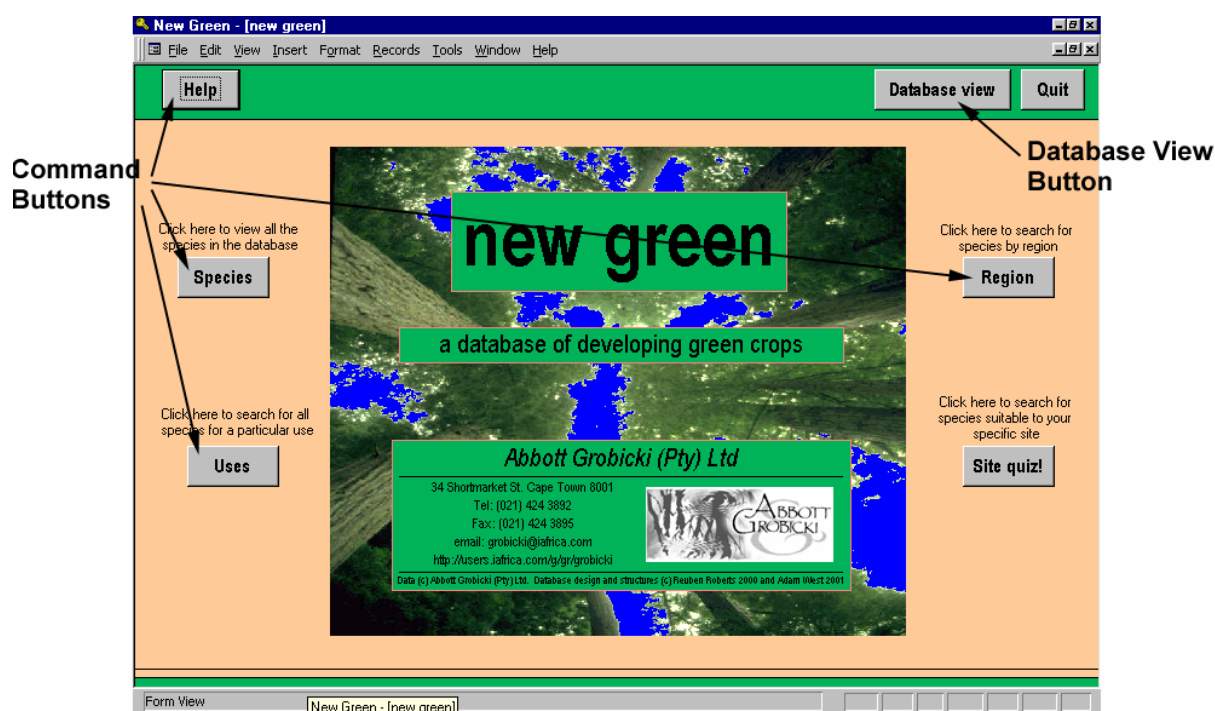 New Green - [new green]
File Edit View Insert Format Records Tools Window Help
Help
Database view
Quit
Command
Buttons
Database View
Button
Click here to view all the
species in the database
Species
new green
Click here to search for
species by region
Region
a database of developing green crops
Click here to search for all
species for a particular use
Uses
Click here to search for
species suitable to your
specific site
Site quiz!
Abbott Grobicki (Pty) Ltd
34 Shortmarket St. Cape Town 8001
Tel: (021) 424 3892
Fax: (021) 424 3895
email: grobicki@iafrica.com
http://users.iafrica.com/g/gr/grobicki
ABBOTT
GROBICKI
Data (c) Abbott Grobicki (Pty) Ltd. Database design and structures (c) Reuben Roberts 2000 and Adam West 2001
Form View
New Green - [new green]